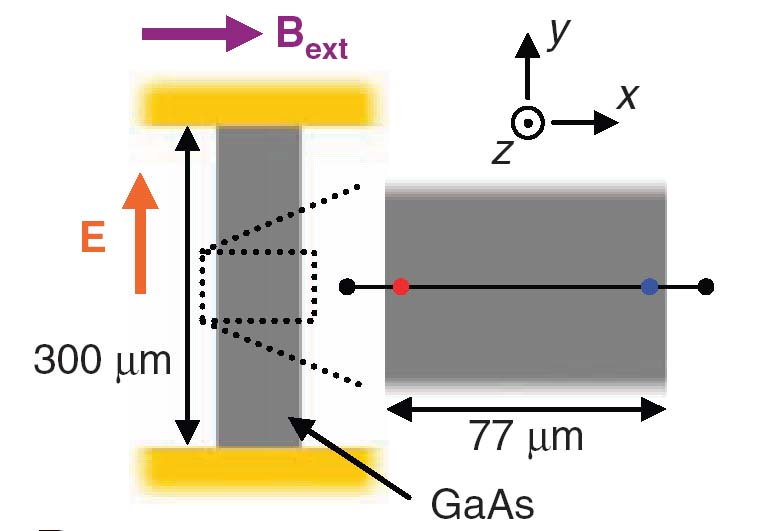 B_ext
y
x
z
E
300 μm
77 μm
GaAs